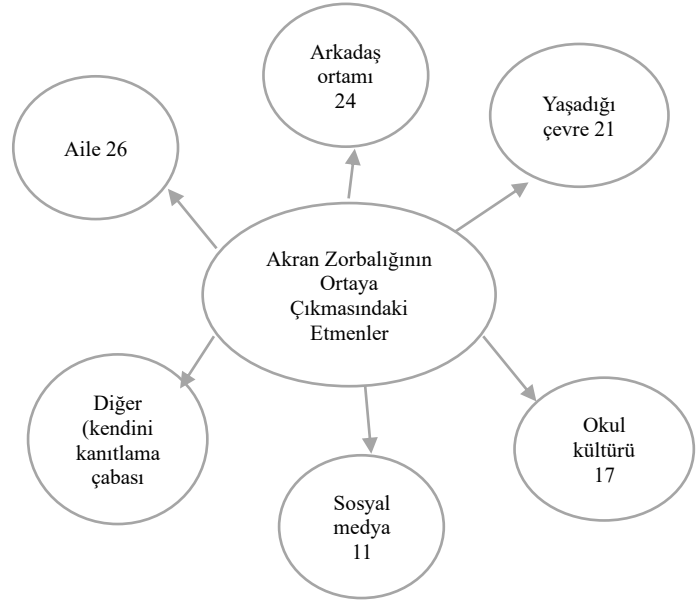 Arkadaş
ortamı
24
Yaşadığı
çevre 21
Aile 26
Akran Zorbalığının
Ortaya
Çıkmasındaki
Etmenler
Diğer
(kendini
kanıtlama
çabası
Okul
kültürü
17
Sosyal
medya
11